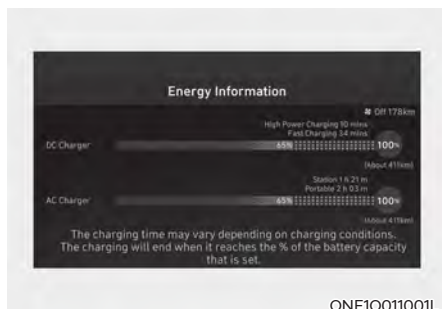 Energy Information
Off 178km
High Power Charging 10 mins
Fast Charging 34 mins
DC Charger
65%
100%
(About 411km)
Station 1 h 21 m
Portable 2 h 03 m
AC Charger
65%
100%
(About 411km)
The charging time may vary depending on charging conditions.
The charging will end when it reaches the % of the battery capacity
that is set.
ONE1Q011001L